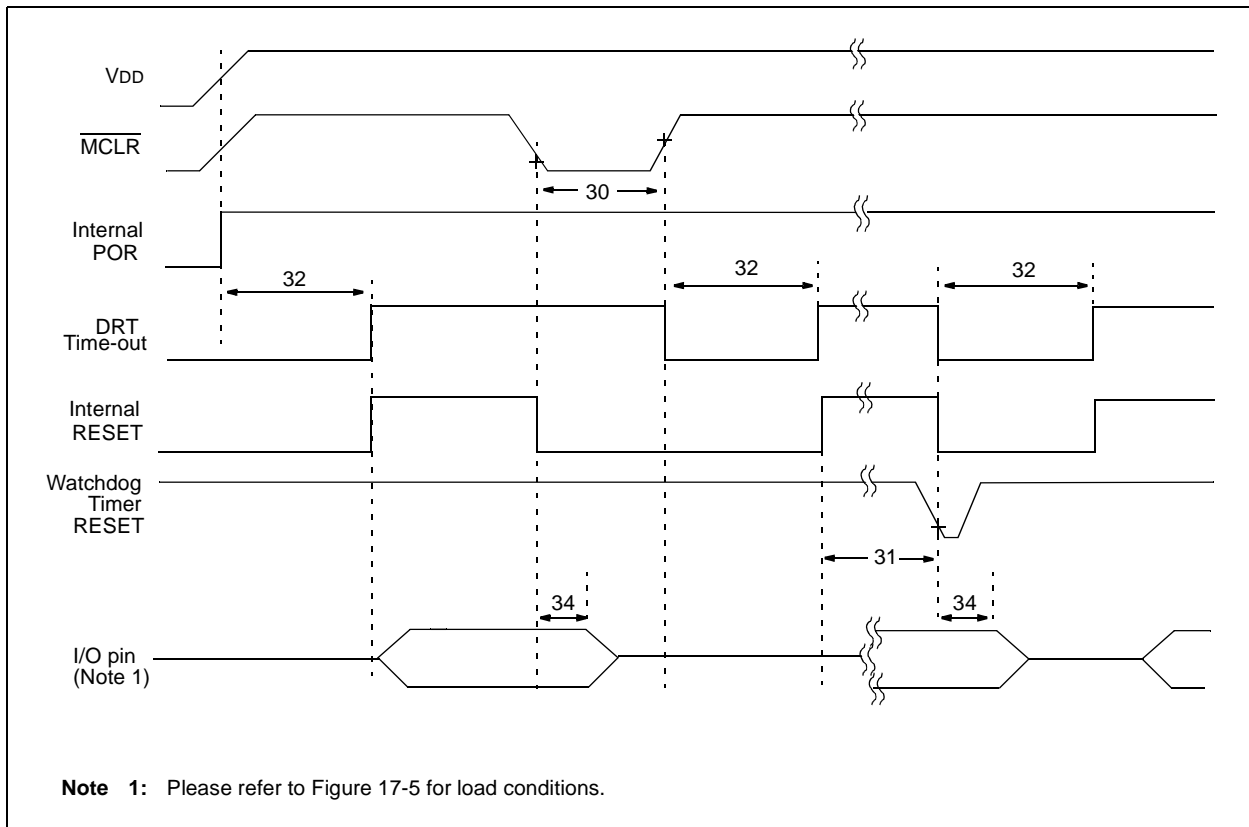 VDD
MCLR
30
Internal
POR
32
32
32
DRT
Time-out
Internal
RESET
Watchdog
Timer
RESET
31
34
34
I/O pin
(Note 1)
Note 1: Please refer to Figure 17-5 for load conditions.